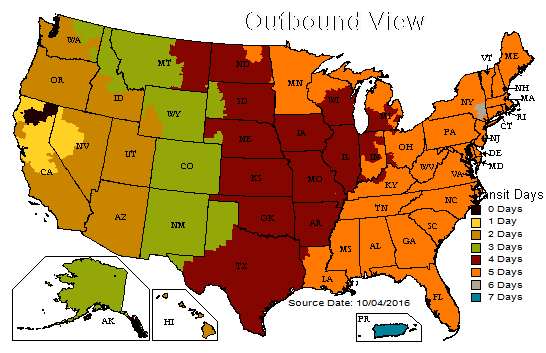 Outbound View
WA
MT
ND
MN
VT
ME
OR
ID
SD
WI
NY
NH
MA
RI
CT
WY
MI
PA
NJ
NE
IA
OH
DE
MD
NV
UT
CO
IL
IN
WV
VA
CA
KS
MO
KY
NC
TN
AZ
NM
OK
AR
SC
MS
AL
GA
TX
LA
FL
AK
HI
PR
ansit Days
0 Days
1 Day
2 Days
3 Days
4 Days
5 Days
6 Days
7 Days
Source Date: 10/04/2016